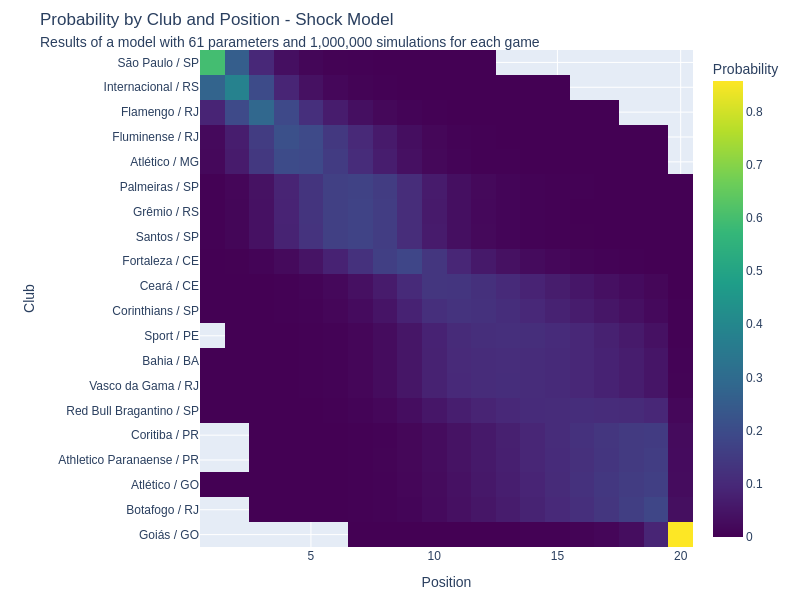 Probability by Club and Position - Shock Model
Results of a model with 61 parameters and 1,000,000 simulations for each game
Probability
São Paulo / SP
Internacional / RS
Flamengo / RJ
Fluminense / RJ
Atlético / MG
Palmeiras / SP
Grêmio / RS
Santos / SP
Fortaleza / CE
Ceará / CE
Corinthians / SP
Sport / PE
Bahia / BA
Vasco da Gama / RJ
Red Bull Bragantino / SP
Coritiba / PR
Athletico Paranaense / PR
Atlético / GO
Botafogo / RJ
Goiás / GO
Club
5
10
15
20
Position
0.8
0.7
0.6
0.5
0.4
0.3
0.2
0.1
0